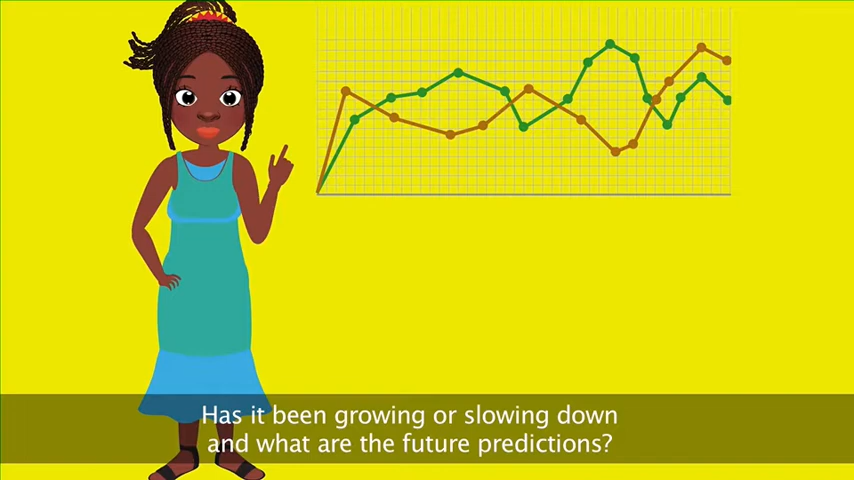 Has it been growing or slowing down
and what are the future predictions?